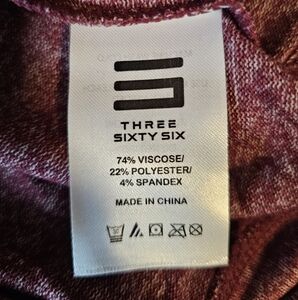 THREE
SIXTY SIX
74% VISCOSE/
22% POLYESTER/
4% SPANDEX
MADE IN CHINA